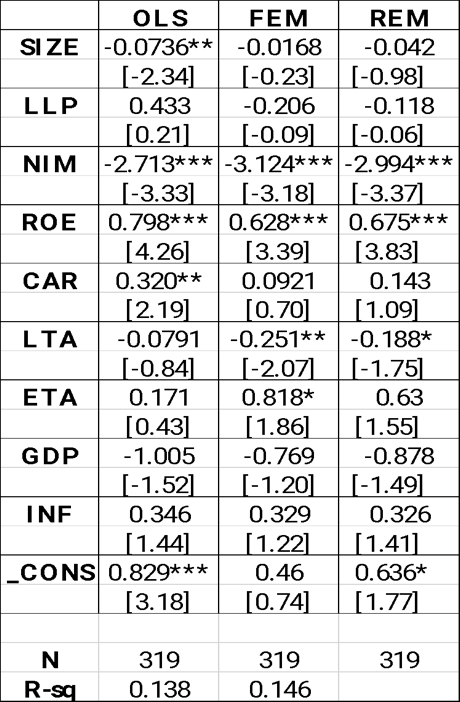 OLS FEM REM
SIZE -0.0736** -0.0168 -0.042
[-2.34] [-0.23] [-0.98]
LLP 0.433 -0.206 -0.118
[0.21] [-0.09] [-0.06]
NIM -2.713*** -3.124*** -2.994***
[-3.33] [-3.18] [-3.37]
ROE 0.798*** 0.628*** 0.675***
[4.26] [3.39] [3.83]
CAR 0.320** 0.0921 0.143
[2.19] [0.70] [1.09]
LTA -0.0791 -0.251** -0.188*
[-0.84] [-2.07] [-1.75]
ETA 0.171 0.818* 0.63
[0.43] [1.86] [1.55]
GDP -1.005 -0.769 -0.878
[-1.52] [-1.20] [-1.49]
INF 0.346 0.329 0.326
[1.44] [1.22] [1.41]
_CONS 0.829*** 0.46 0.636*
[3.18] [0.74] [1.77]
N 319 319 319
R-sq 0.138 0.146